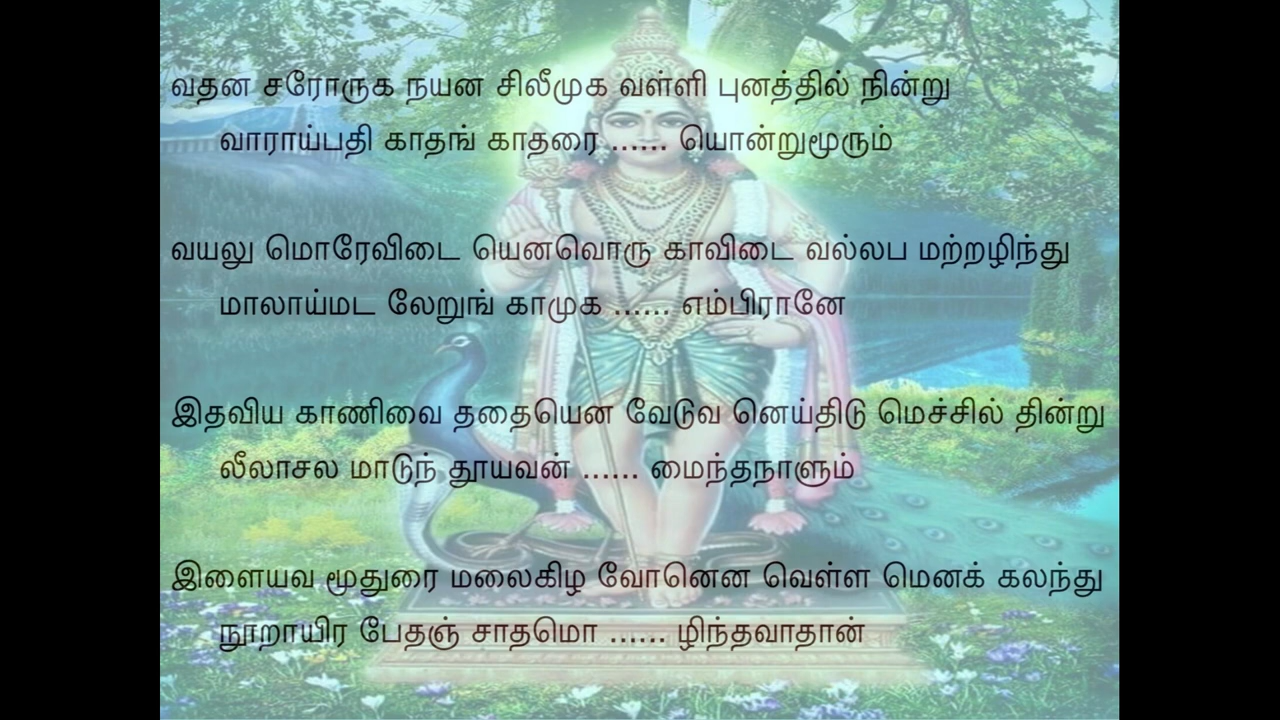 வதன சரோருக நயன சிலீமுக வள்ளி புனத்தில் நின்று
வாராய்பதி காதங் காதரை ...... யொன்றுமூரும்
வயலு மொரேவிடை யெனவொரு காவிடை வல்லப மற்றழிந்து
மாலாய்மட லேறுங் காமுக ...... எம்பிரானே
இதவிய காணிவை ததையென வேடுவ னெய்திடு மெச்சில் தின்று
லீலாசல மாடுந் தூயவன் ...... மைந்தநாளும்
இளையவ மூதுரை மலைகிழ வோனென வெள்ள மெனக் கலந்து
நூறாயிர பேதஞ் சாதமொ ...... ழிந்தவாதான்